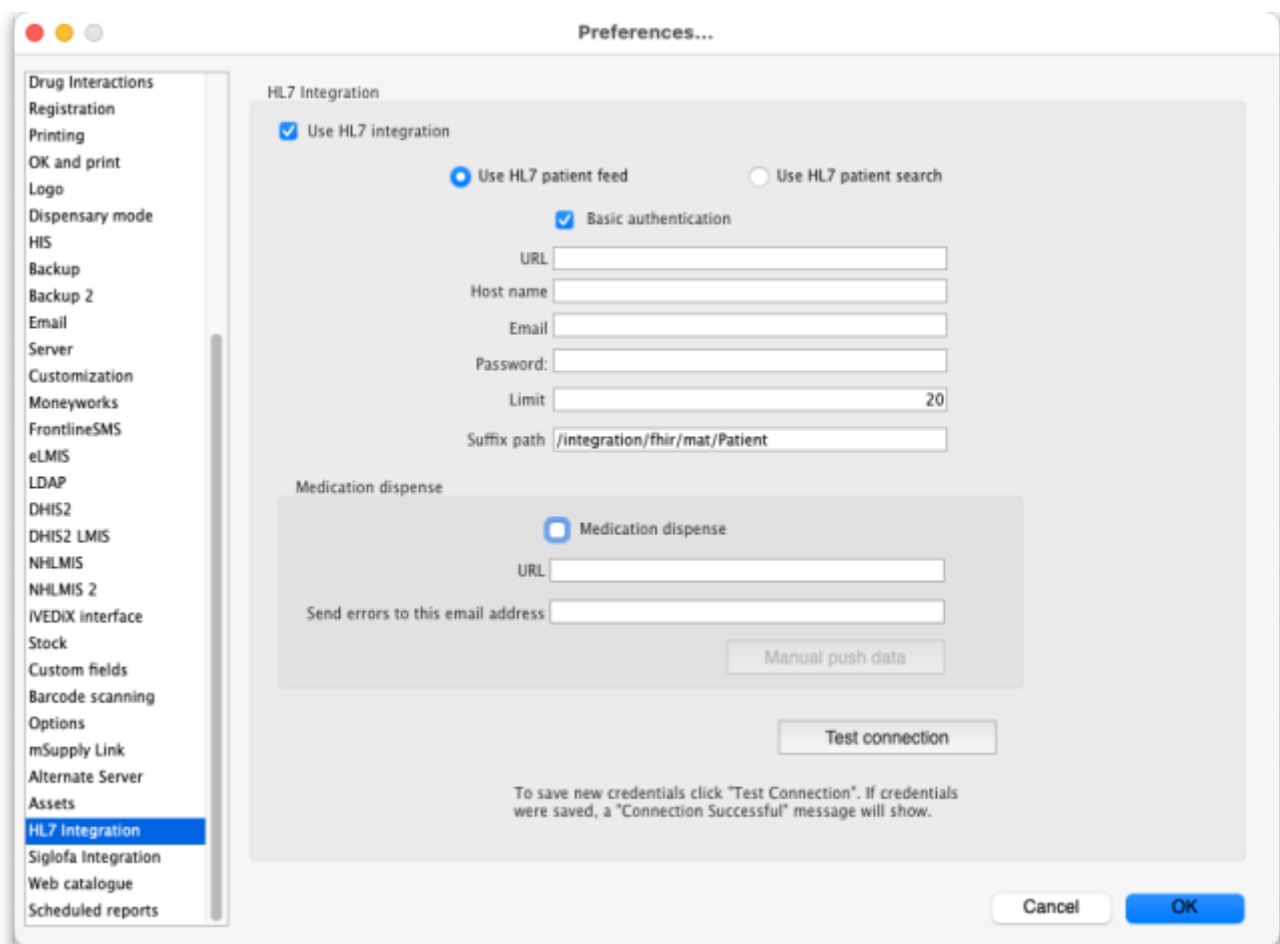 Preferences...
Drug Interactions
Registration
Printing
OK and print
Logo
Dispensary mode
HIS
Backup
Backup 2
Email
Server
Customization
Moneyworks
FrontlineSMS
eLMIS
LDAP
DHIS2
DHIS2 LMIS
NHLMIS
NHLMIS 2
iVEDiX interface
Stock
Custom fields
Barcode scanning
Options
mSupply Link
Alternate Server
Assets
HL7 Integration
Siglofa Integration
Web catalogue
Scheduled reports
HL7 Integration
Use HL7 integration
Use HL7 patient feed Use HL7 patient search
Basic authentication
URL
Host name
Email
Password:
Limit 20
Suffix path /integration/fhir/mat/Patient
Medication dispense
Medication dispense
URL
Send errors to this email address
Manual push data
Test connection
To save new credentials click "Test Connection". If credentials
were saved, a "Connection Successful" message will show.
Cancel OK